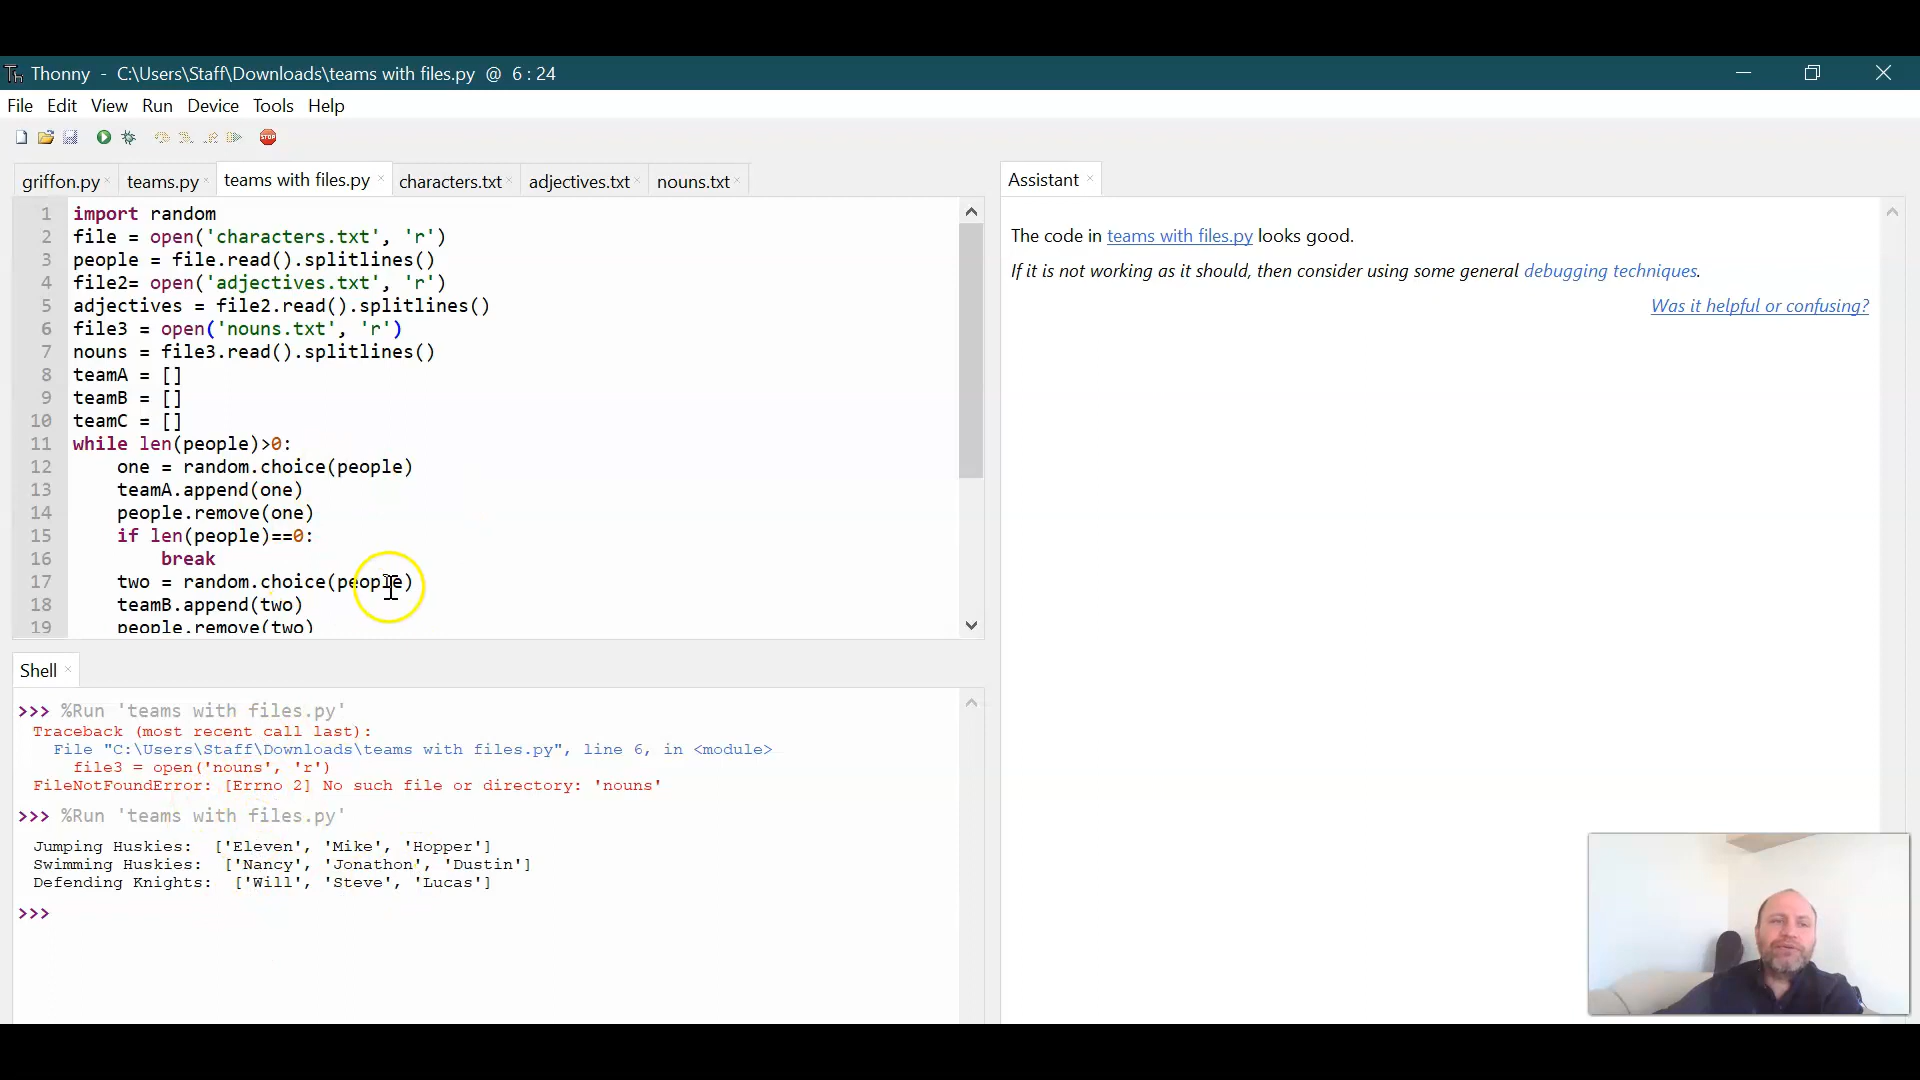 Thonny - C:\Users\Staff\Downloads\teams with files.py @ 6 : 24
File Edit View Run Device Tools Help
STOP
griffon.py teams.py teams with files.py characters.txt adjectives.txt nouns.txt
1 import random
2 file = open('characters.txt', 'r')
3 people = file.read().splitlines()
4 file2= open('adjectives.txt', 'r')
5 adjectives = file2.read().splitlines()
6 file3 = open('nouns.txt', 'r')
7 nouns = file3.read().splitlines()
8 teamA = []
9 teamB = []
10 teamC = []
11 while len(people)>0:
12 one = random.choice(people)
13 teamA.append(one)
14 people.remove(one)
15 if len(people)==0:
16 break
17 two = random.choice(people)
18 teamB.append(two)
19 people.remove(two)
Shell
>>> %Run 'teams with files.py'
Traceback (most recent call last):
File "C:\Users\Staff\Downloads\teams with files.py", line 6, in <module>
file3 = open('nouns', 'r')
FileNotFoundError: [Errno 2] No such file or directory: 'nouns'
>>> %Run 'teams with files.py'
Jumping Huskies: ['Eleven', 'Mike', 'Hopper']
Swimming Huskies: ['Nancy', 'Jonathon', 'Dustin']
Defending Knights: ['Will', 'Steve', 'Lucas']
>>>
Assistant
The code in teams with files.py looks good.
If it is not working as it should, then consider using some general debugging techniques.
Was it helpful or confusing?